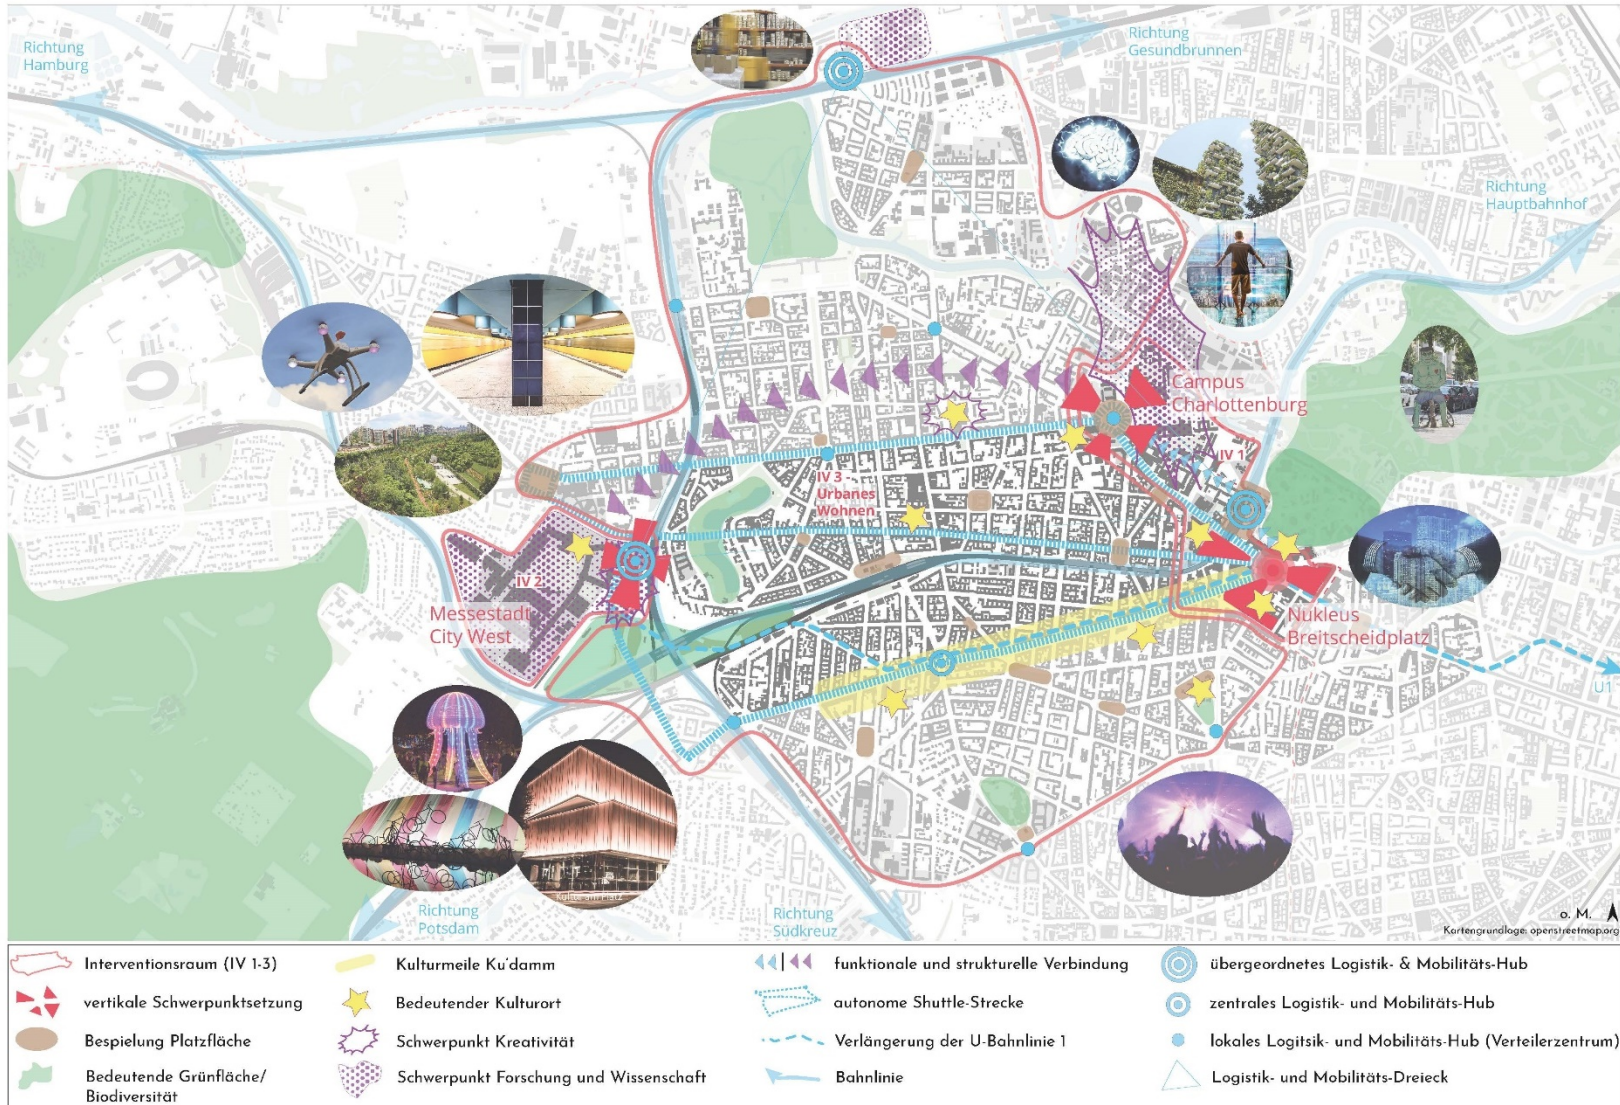 Richtung
Hamburg
Richtung
Gesundbrunnen
Richtung
Hauptbahnhof
Campus
Charlottenburg
IV 1
IV 3 -
Urbanes
Wohnen
IV 2
Messestadt
City West
Nukleus
Breitscheidplatz
U1
Kultur am Platz
Richtung
Potsdam
Richtung
Südkreuz
o. M.
Kartengrundlage: openstreetmap.org
Interventionsraum (IV 1-3)
vertikale Schwerpunktsetzung
Bespielung Platzfläche
Bedeutende Grünfläche/
Biodiversität
Kulturmeile Ku'damm
Bedeutender Kulturort
Schwerpunkt Kreativität
Schwerpunkt Forschung und Wissenschaft
funktionale und strukturelle Verbindung
autonome Shuttle-Strecke
Verlängerung der U-Bahnlinie 1
Bahnlinie
übergeordnetes Logistik- & Mobilitäts-Hub
zentrales Logistik- und Mobilitäts-Hub
lokales Logitsik- und Mobilitäts-Hub (Verteilerzentrum)
Logistik- und Mobilitäts-Dreieck